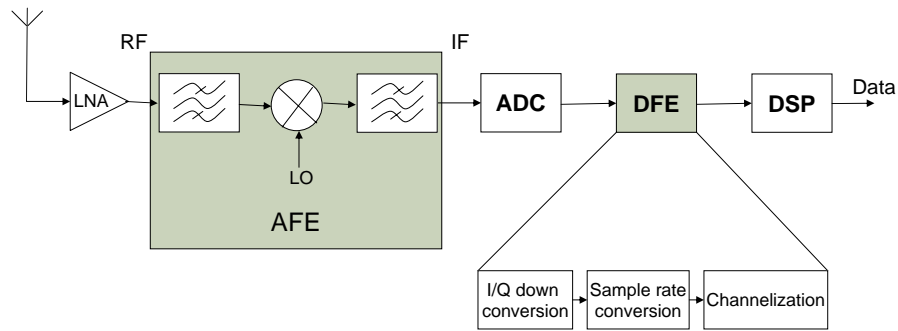 RF
IF
LNA
LO
AFE
ADC
DFE
DSP
Data
I/Q down
conversion
Sample rate
conversion
Channelization